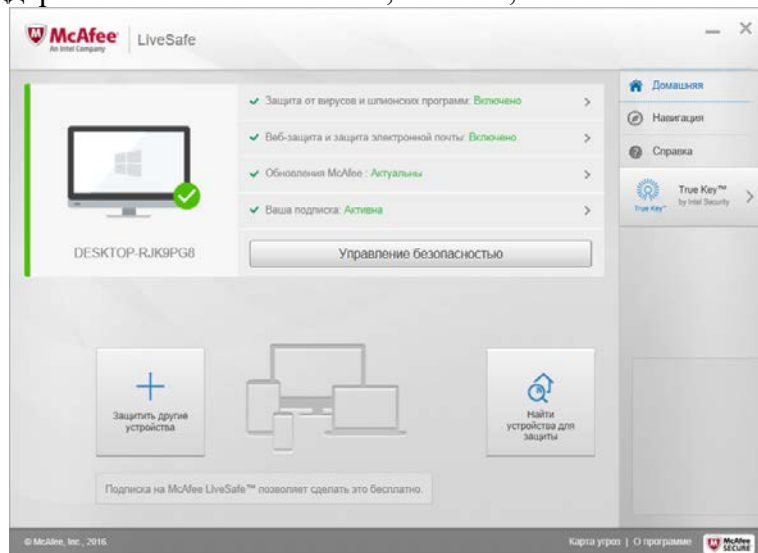 McAfee
An Intel Company
LiveSafe
Защита от вирусов и шпионских программ: Включено
Веб-защита и защита электронной почты: Включено
Обновления McAfee : Актуальны
Ваша подписка: Активна
DESKTOP-RJK9PG8
Управление безопасностью
Домашняя
Навигация
Справка
True Key™
True Key™
by Intel Security
Защитить другие
устройства
Найти
устройства для
защиты
Подписка на McAfee LiveSafe™ позволяет сделать это бесплатно.
© McAfee, Inc., 2016.
Карта угроз | О программе
McAfee
SECURE